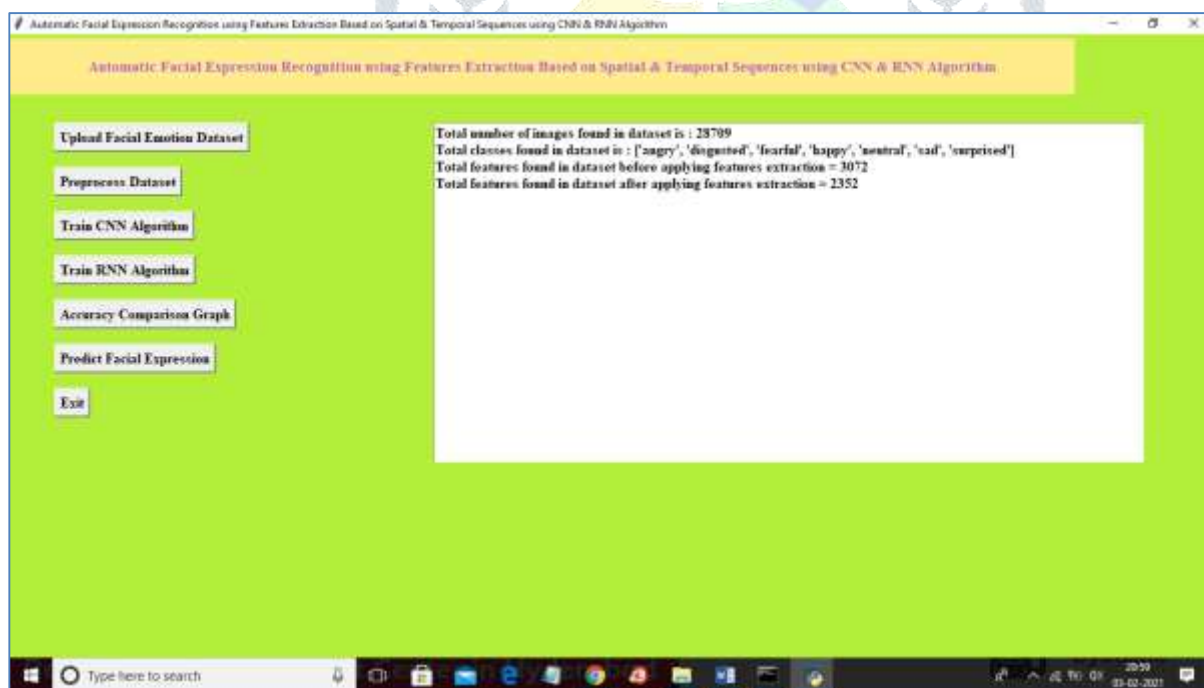 Automatic Facial Expression Recognition using Features Extraction Based on Spatial & Temporal Sequences using CNN & RNN Algorithm
Automatic Facial Expression Recognition using Features Extraction Based on Spatial & Temporal Sequences using CNN & RNN Algorithm
Upload Facial Emotion Dataset
Preprocess Dataset
Train CNN Algorithm
Train RNN Algorithm
Accuracy Comparison Graph
Predict Facial Expression
Exit
Total number of images found in dataset is : 28709
Total classes found in dataset is : ['angry', 'disgusted', 'fearful', 'happy', 'neutral', 'sad', 'surprised']
Total features found in dataset before applying features extraction = 3072
Total features found in dataset after applying features extraction = 2352
Type here to search
20:59
03-02-2021